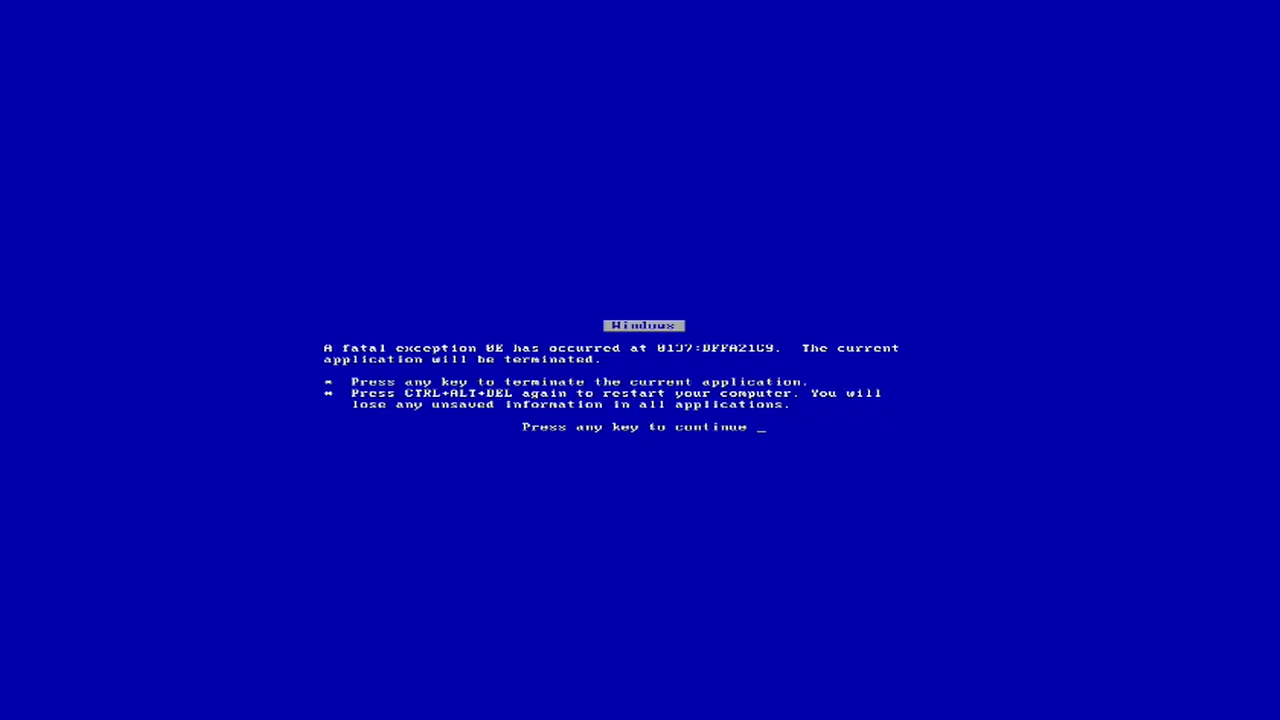 Windows
A fatal exception 0E has occurred at The current
application will be terminated.
* Press any key to terminate the current application.
* Press CTRL+ALT+DEL again to restart your computer. You will
lose any unsaved information in all applications.
Press any key to continue _